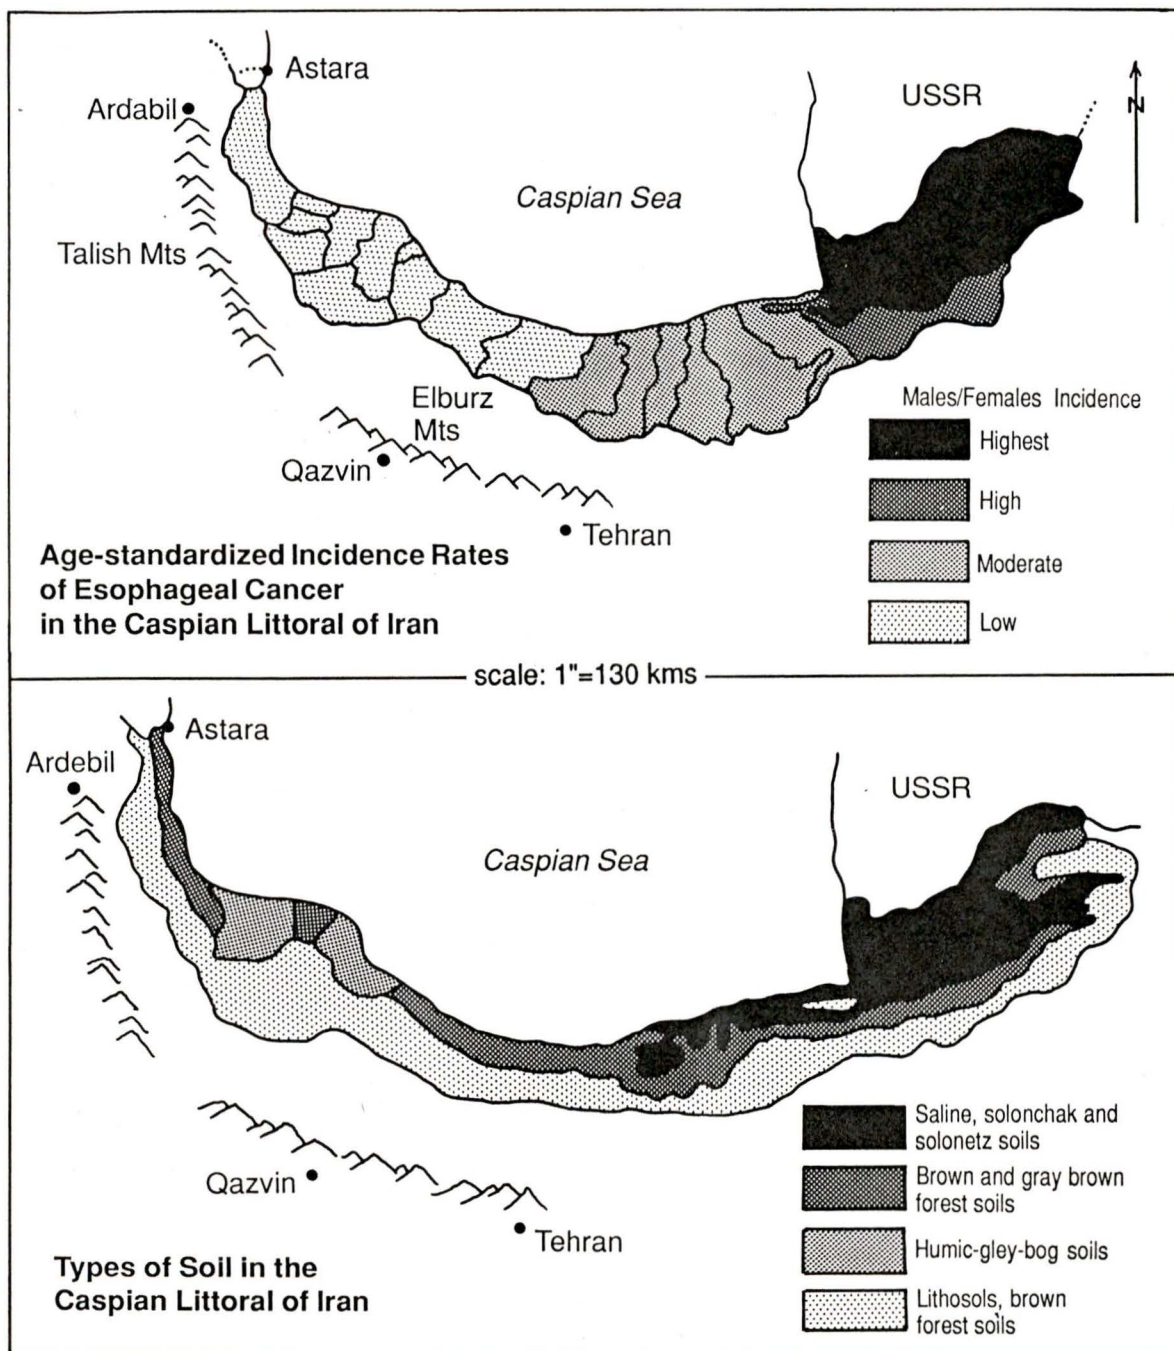 Astara
Ardabil
USSR
N
Caspian Sea
Talish Mts
Elburz
Mts
Qazvin
Tehran
Males/Females Incidence
Highest
High
Moderate
Low
Age-standardized Incidence Rates
of Esophageal Cancer
in the Caspian Littoral of Iran
scale: 1"=130 kms
Astara
Ardebil
USSR
Caspian Sea
Qazvin
Tehran
Saline, solonchak and
solonetz soils
Brown and gray brown
forest soils
Humic-gley-bog soils
Lithosols, brown
forest soils
Types of Soil in the
Caspian Littoral of Iran